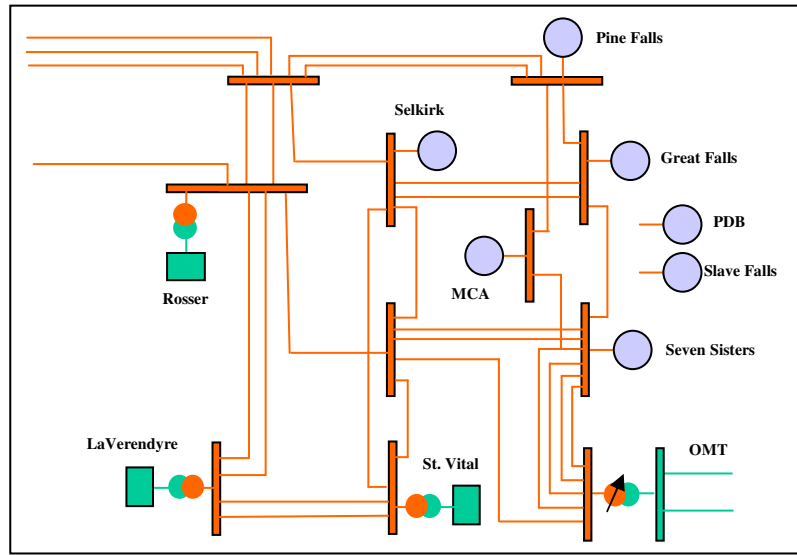 Pine Falls
Selkirk
Great Falls
PDB
Slave Falls
MCA
Rosser
Seven Sisters
LaVerendyre
St. Vital
OMT